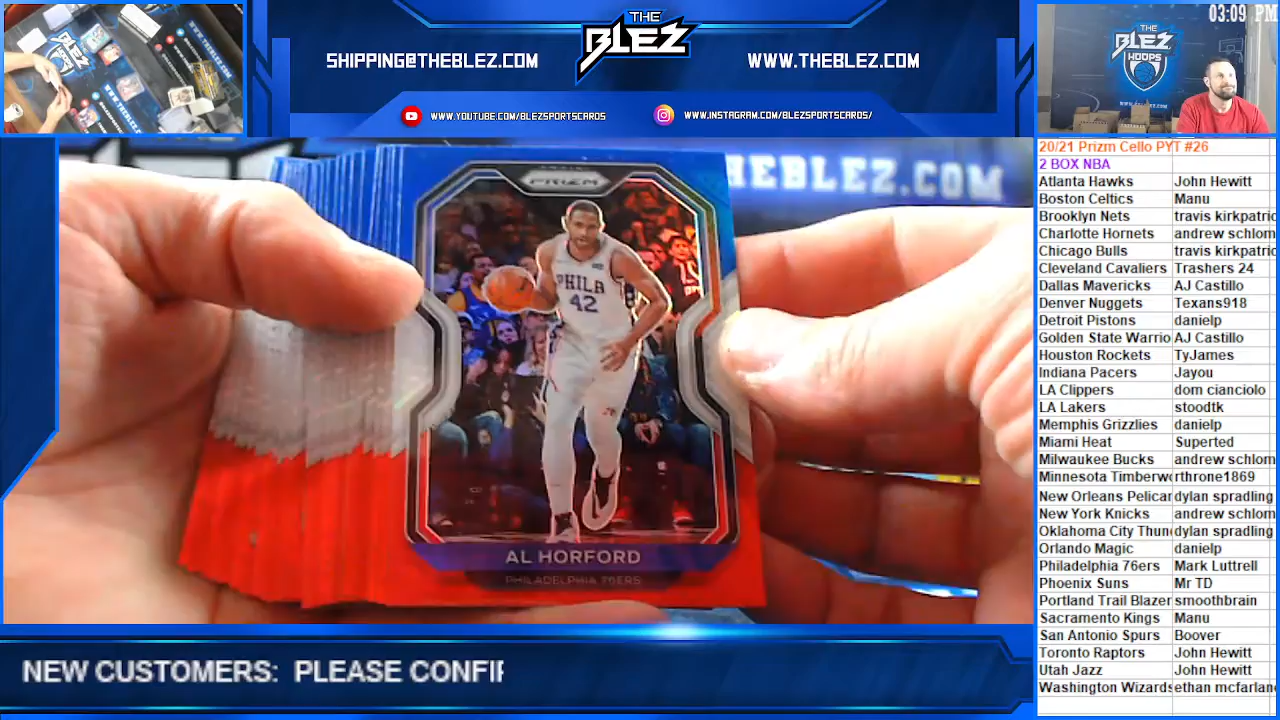 03:09 PM
THE
BLEZ
SHIPPING@THEBLEZ.COM
WWW.THEBLEZ.COM
WWW.YOUTUBE.COM/BLEZSPORTSCARDS
WWW.INSTAGRAM.COM/BLEZSPORTSCARDS/
THE
BLEZ
HOOPS
20/21 Prizm Cello PYT #26
2 BOX NBA
Atlanta Hawks John Hewitt
Boston Celtics Manu
Brooklyn Nets travis kirkpatric
Charlotte Hornets andrew schlom
Chicago Bulls travis kirkpatric
Cleveland Cavaliers Trashers 24
Dallas Mavericks AJ Castillo
Denver Nuggets Texans918
Detroit Pistons danielp
Golden State Warrio AJ Castillo
Houston Rockets TyJames
Indiana Pacers Jayou
LA Clippers dom cianciolo
LA Lakers stoodtk
Memphis Grizzlies danielp
Miami Heat Superted
Milwaukee Bucks andrew schlom
Minnesota Timberwo rthrone1869
New Orleans Pelican dylan spradling
New York Knicks andrew schlom
Oklahoma City Thun dylan spradling
Orlando Magic danielp
Philadelphia 76ers Mark Luttrell
Phoenix Suns Mr TD
Portland Trail Blazer smoothbrain
Sacramento Kings Manu
San Antonio Spurs Boover
Toronto Raptors John Hewitt
Utah Jazz John Hewitt
Washington Wizards ethan mcfarlan
HEBLEZ.COM
PRIZM
PHILA
42
AL HORFORD
PHILADELPHIA 76ERS
NEW CUSTOMERS: PLEASE CONFI